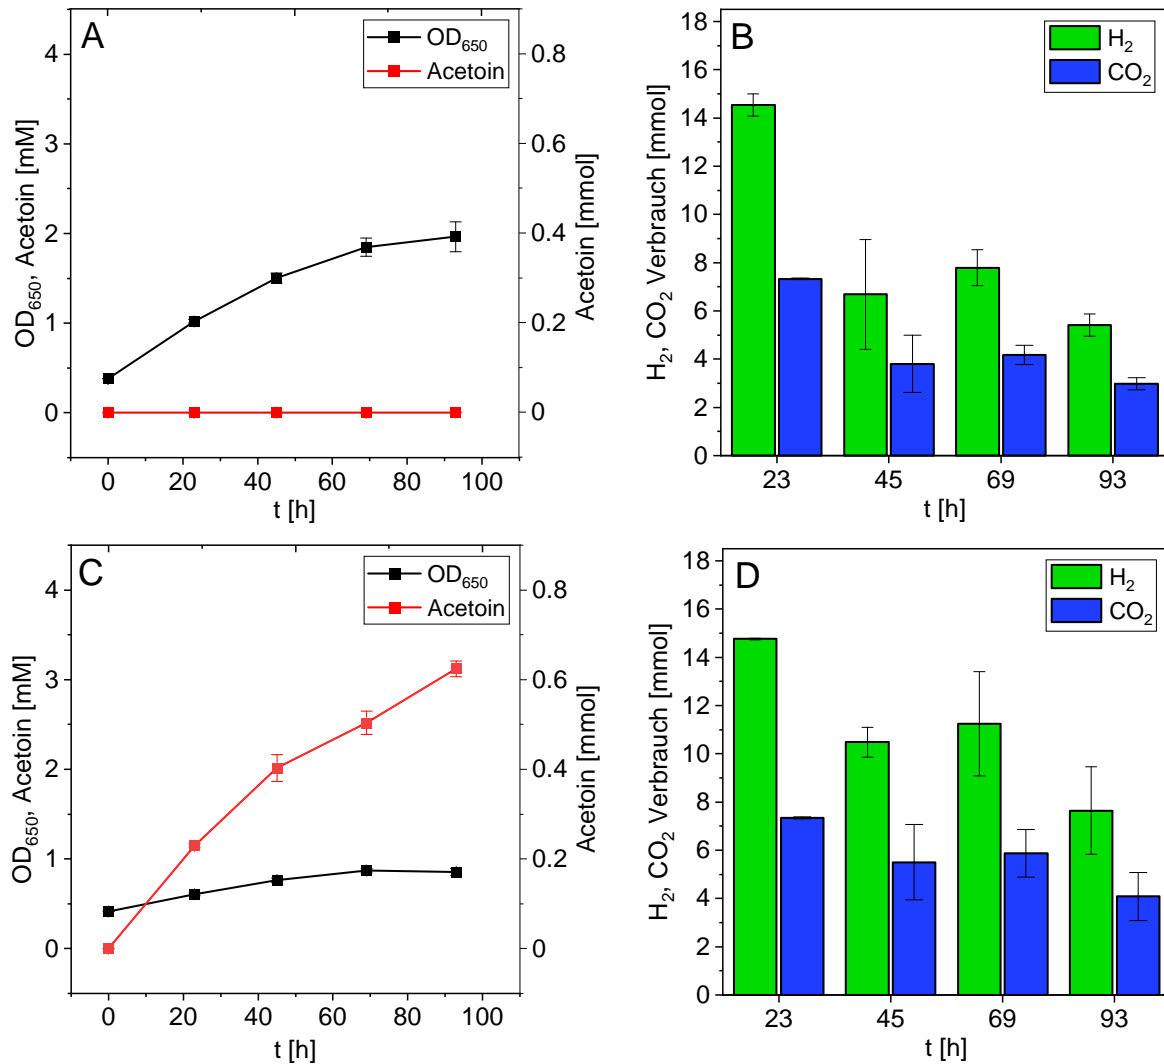 A
OD650
Acetoin
4
3
2
1
0
0.8
0.6
0.4
0.2
0
OD650, Acetoin [mM]
Acetoin [mmol]
0 20 40 60 80 100
t [h]
B
H2
CO2
18
16
14
12
10
8
6
4
2
0
H2, CO2 Verbrauch [mmol]
23 45 69 93
t [h]
C
OD650
Acetoin
4
3
2
1
0
0.8
0.6
0.4
0.2
0
OD650, Acetoin [mM]
Acetoin [mmol]
0 20 40 60 80 100
t [h]
D
H2
CO2
18
16
14
12
10
8
6
4
2
0
H2, CO2 Verbrauch [mmol]
23 45 69 93
t [h]